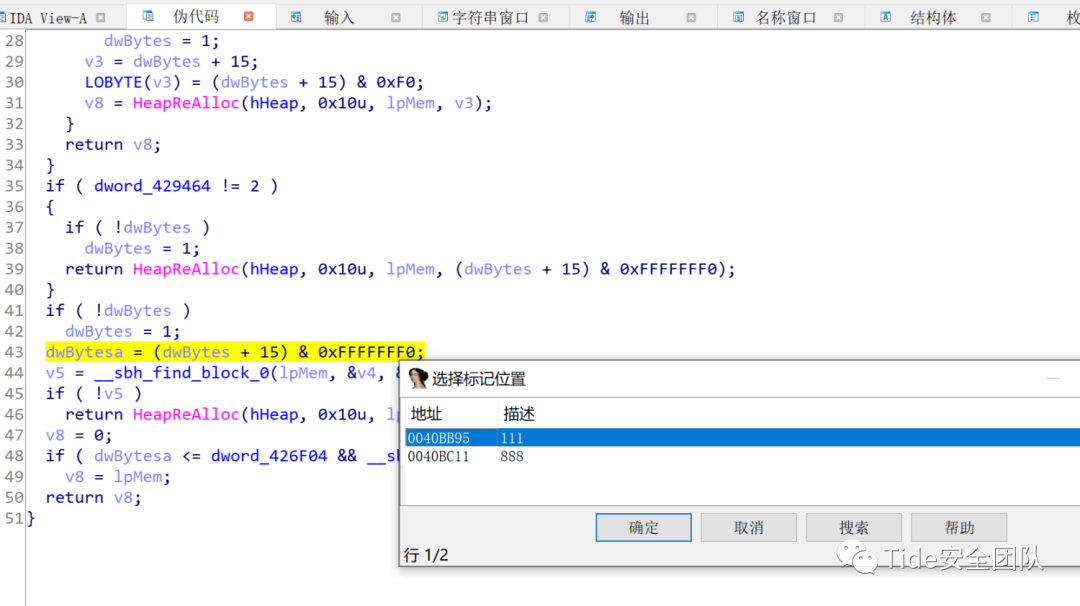 IDA View-A 伪代码 输入 字符串窗口 输出 名称窗口 结构体 枚
28 dwBytes = 1;
29 v3 = dwBytes + 15;
30 LOBYTE(v3) = (dwBytes + 15) & 0xF0;
31 v8 = HeapReAlloc(hHeap, 0x10u, lpMem, v3);
32 }
33 return v8;
34 }
35 if ( dword_429464 != 2 )
36 {
37 if ( !dwBytes )
38 dwBytes = 1;
39 return HeapReAlloc(hHeap, 0x10u, lpMem, (dwBytes + 15) & 0xFFFFFFF0);
40 }
41 if ( !dwBytes )
42 dwBytes = 1;
43 dwBytesa = (dwBytes + 15) & 0xFFFFFFF0;
44 v5 = __sbh_find_block_0(lpMem, &v4, &
45 if ( !v5 )
46 return HeapReAlloc(hHeap, 0x10u, lp
47 v8 = 0;
48 if ( dwBytesa <= dword_426F04 && __sb
49 v8 = lpMem;
50 return v8;
51 }
选择标记位置
地址 描述
0040BB95 111
0040BC11 888
确定 取消 搜索 帮助
行 1/2
Tide安全团队